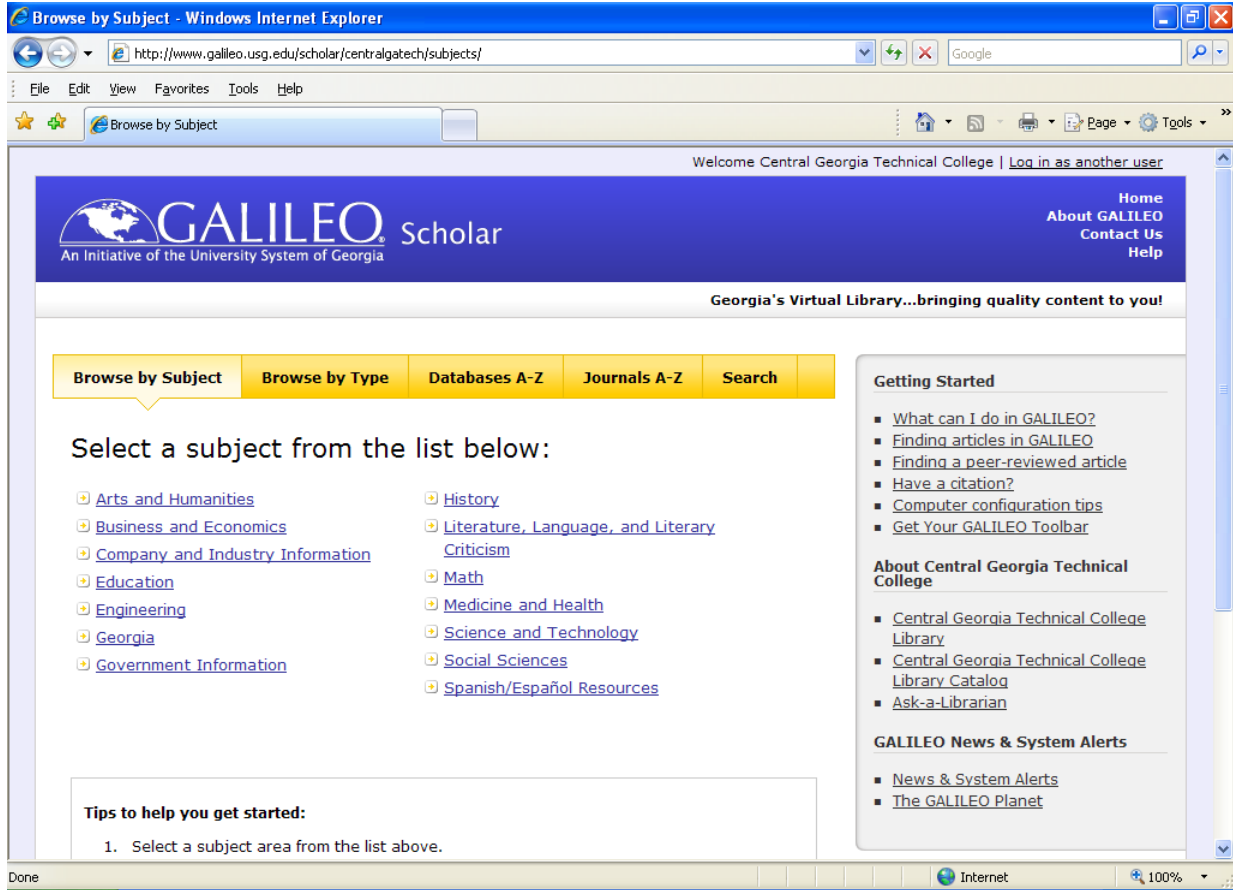 Browse by Subject - Windows Internet Explorer
http://www.galileo.usg.edu/scholar/centralgatech/subjects/
Google
File Edit View Favorites Tools Help
Browse by Subject
Page Tools
Welcome Central Georgia Technical College | Log in as another user
GALILEO Scholar
An Initiative of the University System of Georgia
Home
About GALILEO
Contact Us
Help
Georgia's Virtual Library...bringing quality content to you!
Browse by Subject Browse by Type Databases A-Z Journals A-Z Search
Select a subject from the list below:
Arts and Humanities
Business and Economics
Company and Industry Information
Education
Engineering
Georgia
Government Information
History
Literature, Language, and Literary
Criticism
Math
Medicine and Health
Science and Technology
Social Sciences
Spanish/Español Resources
Tips to help you get started:
1. Select a subject area from the list above.
Getting Started
What can I do in GALILEO?
Finding articles in GALILEO
Finding a peer-reviewed article
Have a citation?
Computer configuration tips
Get Your GALILEO Toolbar
About Central Georgia Technical
College
Central Georgia Technical College
Library
Central Georgia Technical College
Library Catalog
Ask-a-Librarian
GALILEO News & System Alerts
News & System Alerts
The GALILEO Planet
Done
Internet
100%